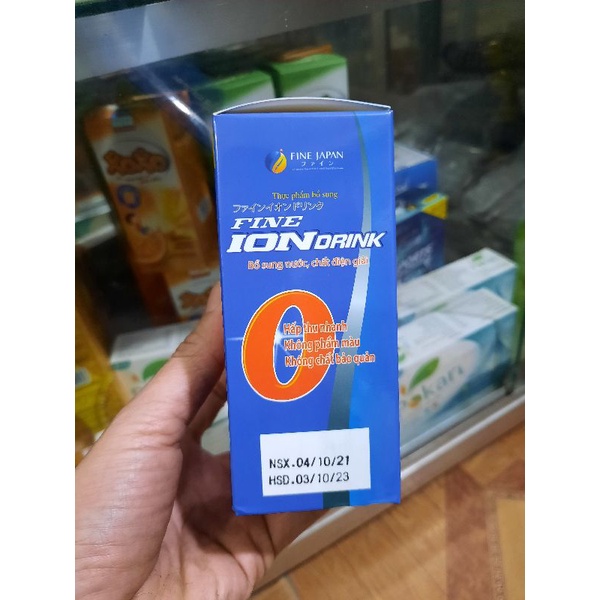 FINE JAPAN
ファイン
Thực phẩm bổ sung
ファインイオンドリンク
FINE
ION DRINK
Bổ sung nước, chất điện giải
0
Hấp thu nhanh
Không phẩm màu
Không chất bảo quản
NSX.04/10/21
HSD.03/10/23